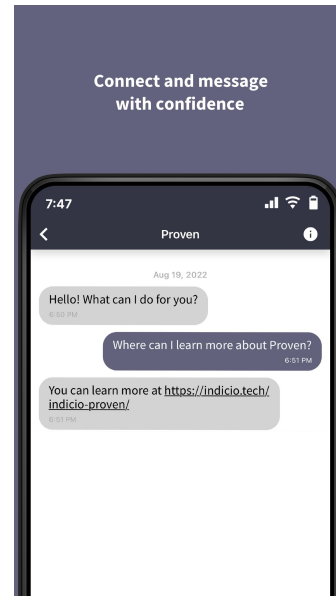 Connect and message
with confidence
7:47
Proven
Aug 19, 2022
Hello! What can I do for you?
6:50 PM
Where can I learn more about Proven?
6:51 PM
You can learn more at https://indicio.tech/
indicio-proven/
6:51 PM